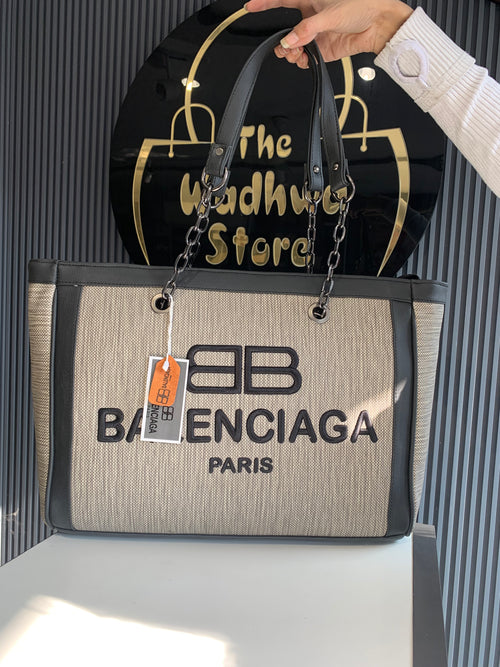 The
Wadhwa
Store
BB
BALENCIAGA
PARIS